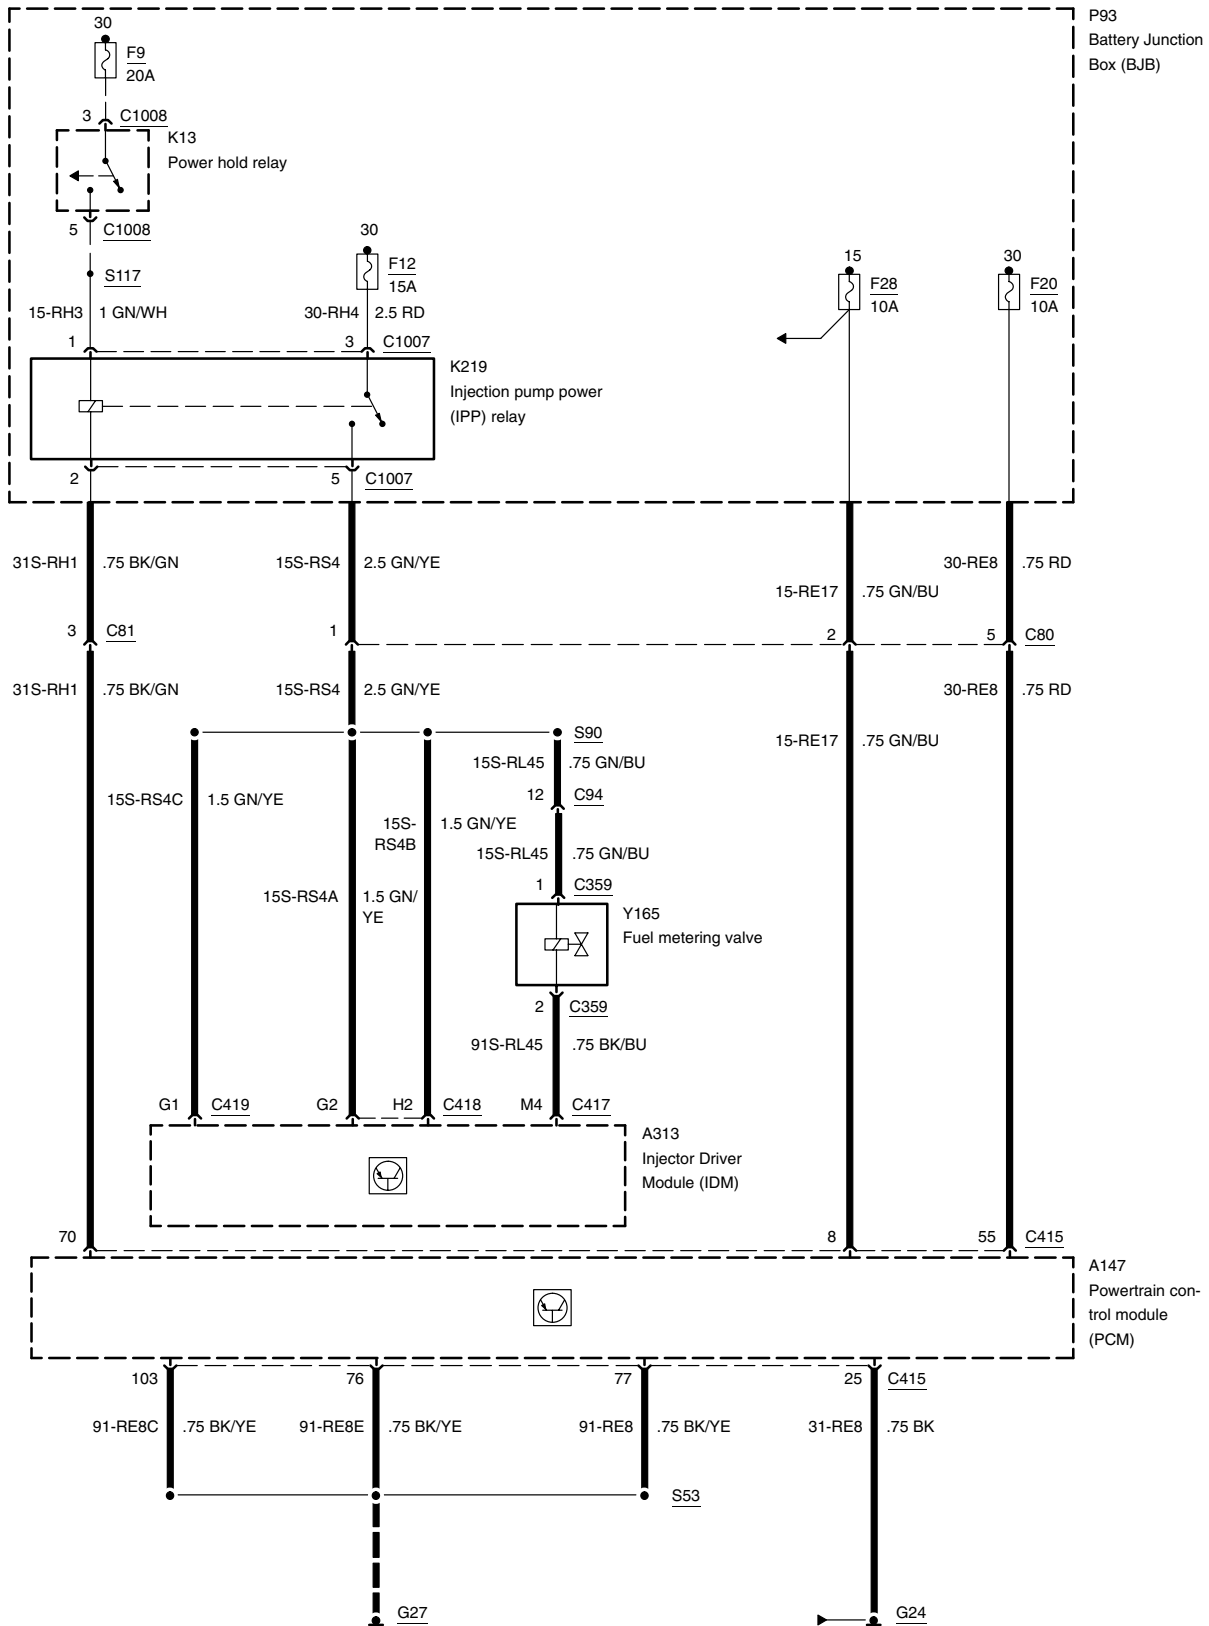 P93
Battery Junction
Box (BJB)
30
F9
20A
3 C1008
K13
Power hold relay
5 C1008
S117
30
F12
15A
15
F28
10A
30
F20
10A
15-RH3 1 GN/WH
30-RH4 2.5 RD
1
3 C1007
K219
Injection pump power
(IPP) relay
2
5 C1007
31S-RH1 .75 BK/GN
15S-RS4 2.5 GN/YE
15-RE17 .75 GN/BU
30-RE8 .75 RD
3 C81
1
2
5 C80
31S-RH1 .75 BK/GN
15S-RS4 2.5 GN/YE
30-RE8 .75 RD
15-RE17 .75 GN/BU
S90
15S-RL45 .75 GN/BU
12 C94
15S-RS4C 1.5 GN/YE
15S-
RS4B
1.5 GN/YE
15S-RL45 .75 GN/BU
1 C359
15S-RS4A
1.5 GN/
YE
Y165
Fuel metering valve
2 C359
91S-RL45 .75 BK/BU
G1 C419
G2
H2 C418
M4 C417
A313
Injector Driver
Module (IDM)
70
8
55 C415
A147
Powertrain con-
trol module
(PCM)
103
76
77
25 C415
91-RE8C .75 BK/YE
91-RE8E .75 BK/YE
91-RE8 .75 BK/YE
31-RE8 .75 BK
S53
G27
G24